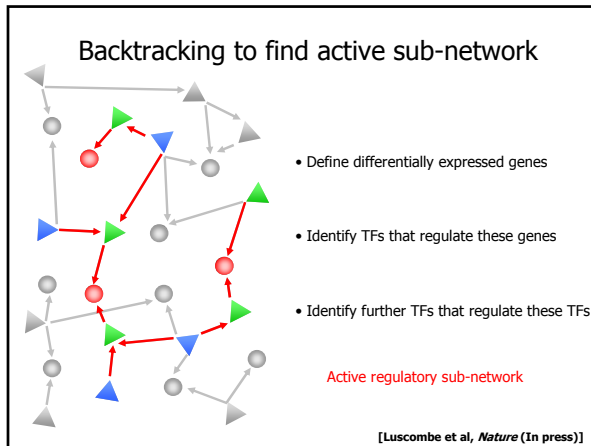 Backtracking to find active sub-network
• Define differentially expressed genes
• Identify TFs that regulate these genes
• Identify further TFs that regulate these TFs
Active regulatory sub-network
[Luscombe et al, Nature (In press)]